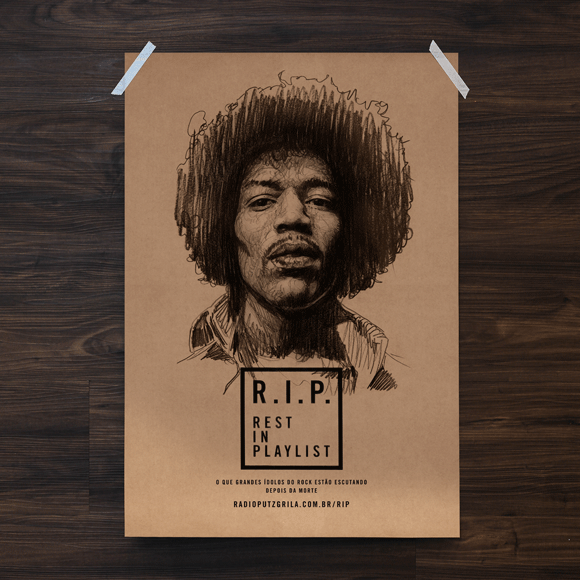 R.I.P.
REST
IN
PLAYLIST
O QUE GRANDES ÍDOLOS DO ROCK ESTÃO ESCUTANDO
DEPOIS DA MORTE
RADIOPUTZGRILA.COM.BR/RIP